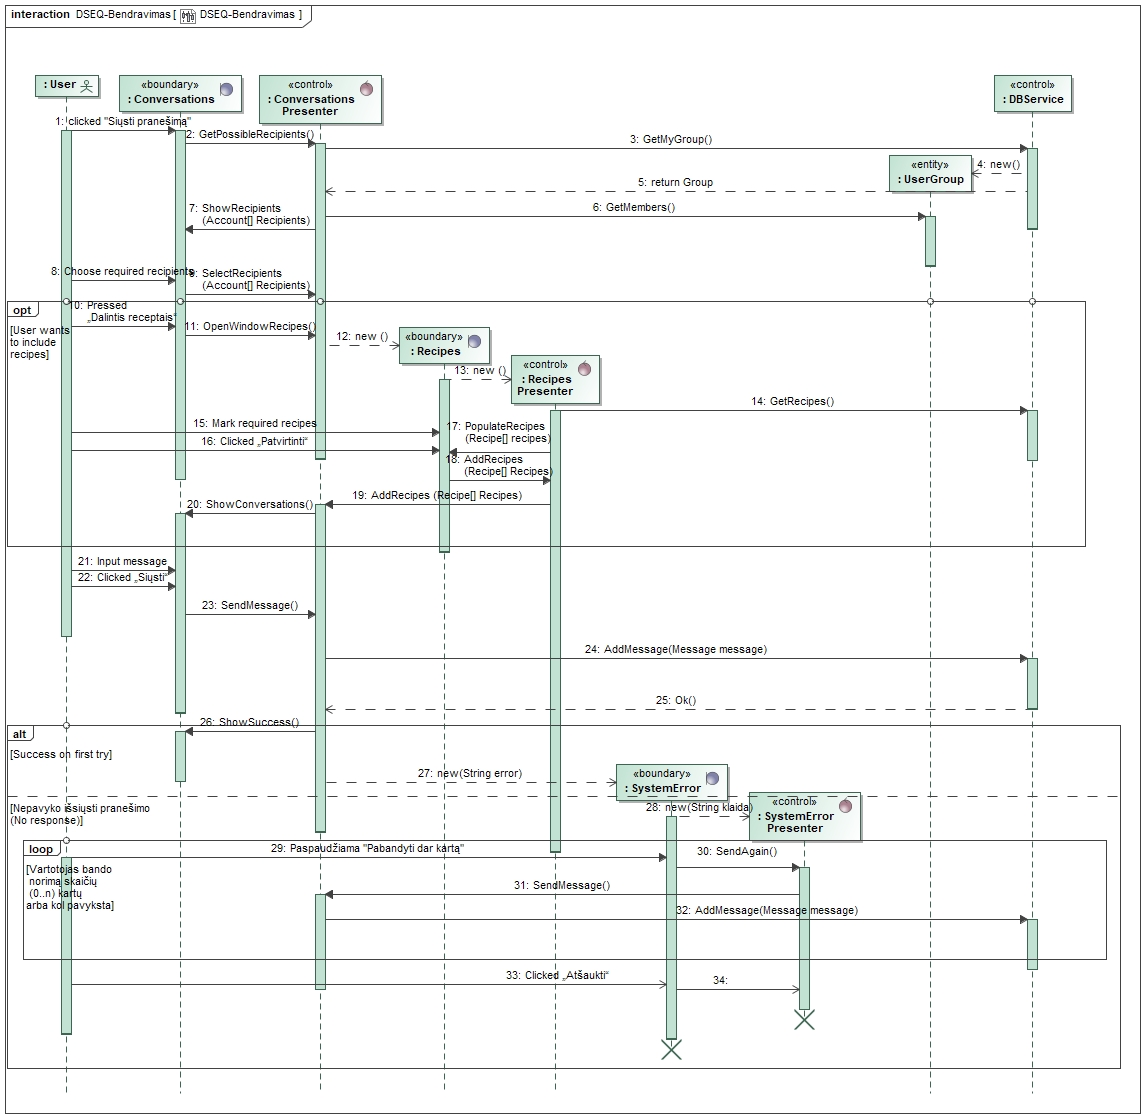 interaction DSEQ-Bendravimas [ DSEQ-Bendravimas ]
: User
«boundary»
: Conversations
«control»
: Conversations
Presenter
«control»
: DBService
1: clicked "Siųsti pranešimą"
2: GetPossibleRecipients()
3: GetMyGroup()
«entity»
: UserGroup
4: new()
5: return Group
6: GetMembers()
7: ShowRecipients
(Account[] Recipients)
8: Choose required recipients
9: SelectRecipients
(Account[] Recipients)
opt
[User wants
to include
recipes]
10: Pressed
„Dalintis receptais“
11: OpenWindowRecipes()
12: new ()
«boundary»
: Recipes
13: new ()
«control»
: Recipes
Presenter
14: GetRecipes()
15: Mark required recipes
16: Clicked „Patvirtinti“
17: PopulateRecipes
(Recipe[] recipes)
18: AddRecipes
(Recipe[] Recipes)
19: AddRecipes (Recipe[] Recipes)
20: ShowConversations()
21: Input message
22: Clicked „Siųsti“
23: SendMessage()
24: AddMessage(Message message)
25: Ok()
26: ShowSuccess()
alt
[Success on first try]
27: new(String error)
«boundary»
: SystemError
[Nepavyko išsiųsti pranešimo
(No response)]
28: new(String klaida)
«control»
: SystemError
Presenter
loop
[Vartotojas bando
norimą skaičių
(0..n) kartų
arba kol pavyksta]
29: Paspaudžiama "Pabandyti dar kartą"
30: SendAgain()
31: SendMessage()
32: AddMessage(Message message)
33: Clicked „Atšaukti“
34: